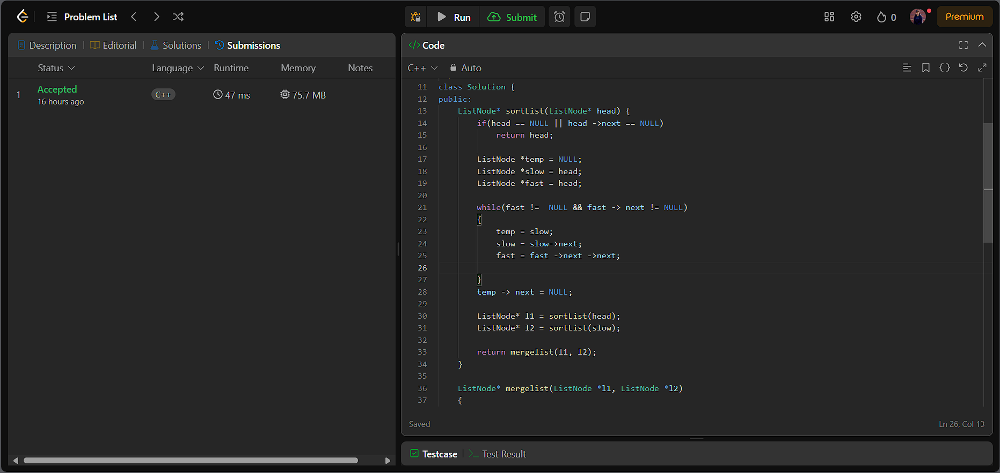 Problem List
Run
Submit
0
Premium
Description
Editorial
Solutions
Submissions
Status
Language
Runtime
Memory
Notes
1
Accepted
16 hours ago
C++
47 ms
75.7 MB
</> Code
C++
Auto
11 class Solution {
12 public:
13     ListNode* sortList(ListNode* head) {
14         if(head == NULL || head ->next == NULL)
15             return head;
16
17         ListNode *temp = NULL;
18         ListNode *slow = head;
19         ListNode *fast = head;
20
21         while(fast !=  NULL && fast -> next != NULL)
22         {
23             temp = slow;
24             slow = slow->next;
25             fast = fast ->next ->next;
26
27         }
28         temp -> next = NULL;
29
30         ListNode* l1 = sortList(head);
31         ListNode* l2 = sortList(slow);
32
33         return mergelist(l1, l2);
34     }
35
36     ListNode* mergelist(ListNode *l1, ListNode *l2)
37     {
Saved
Ln 26, Col 13
Testcase
Test Result